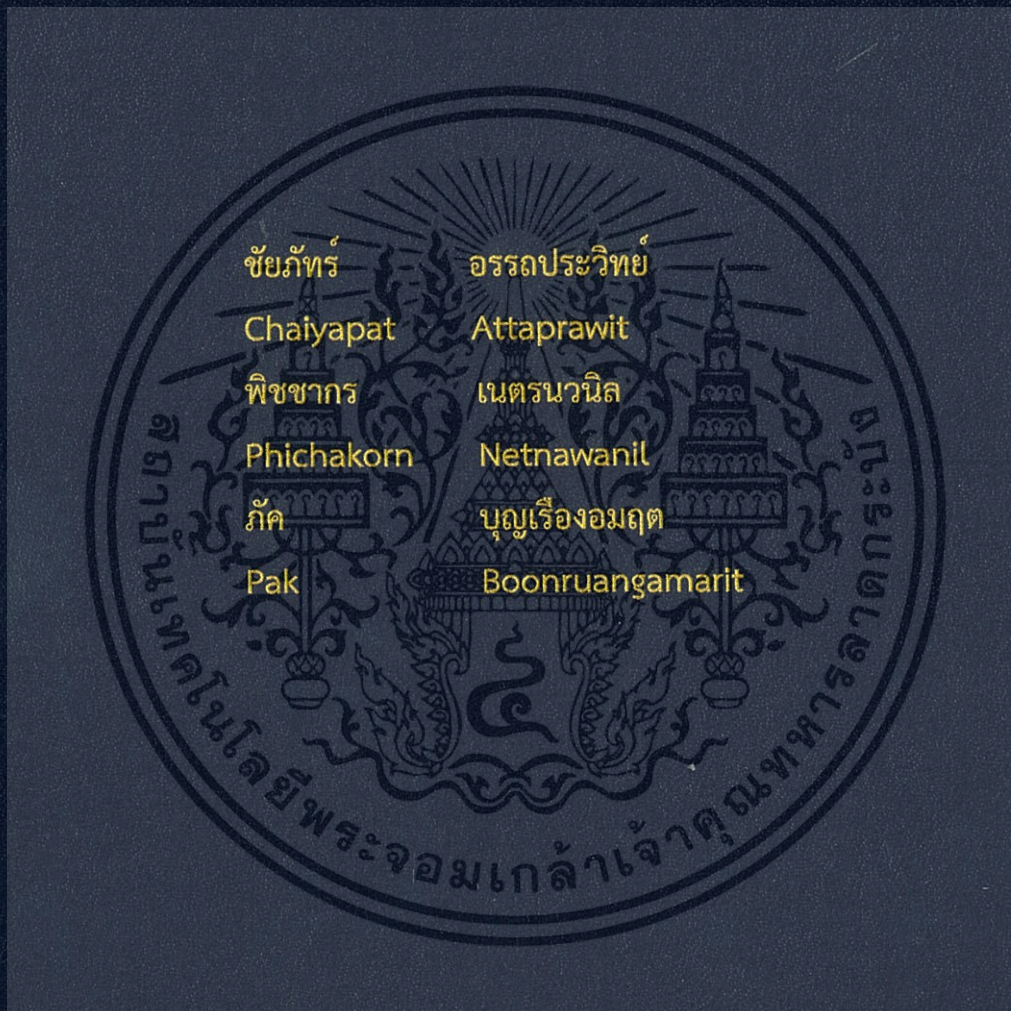 ชัยภัทร์ อรรถประวิทย์
Chaiyapat Attaprawit
พิชชากร เนตรนวนิล
Phichakorn Netnawanil
ภัค บุญเรืองอมฤต
Pak Boonruangamarit
๔
สถาบันเทคโนโลยีพระจอมเกล้าเจ้าคุณทหารลาดกระบัง